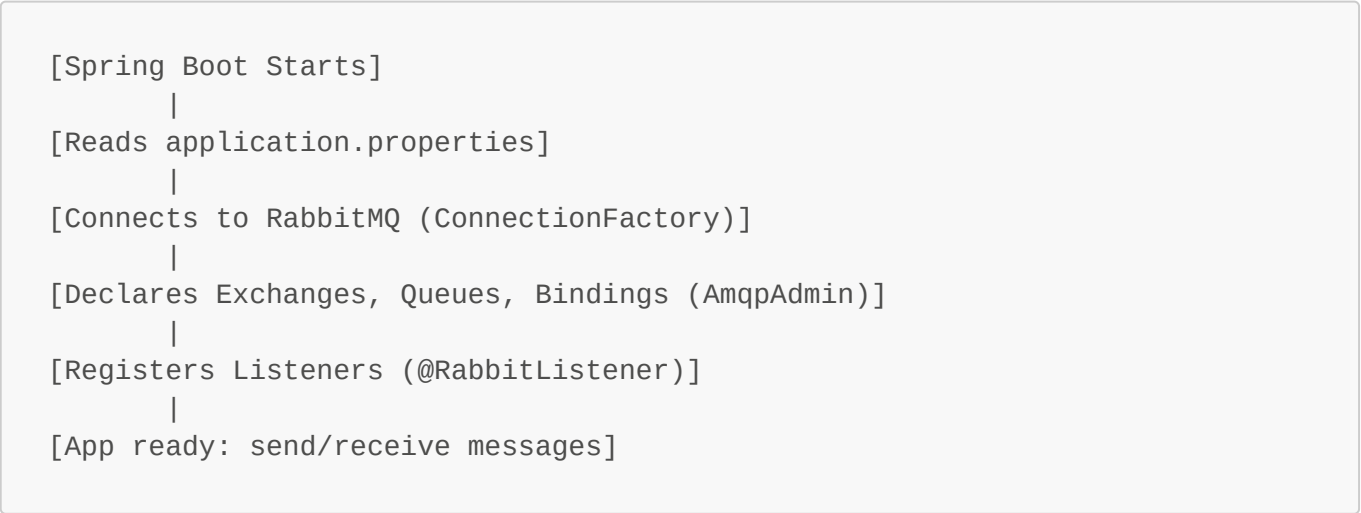 [Spring Boot Starts]
|
[Reads application.properties]
|
[Connects to RabbitMQ (ConnectionFactory)]
|
[Declares Exchanges, Queues, Bindings (AmqpAdmin)]
|
[Registers Listeners (@RabbitListener)]
|
[App ready: send/receive messages]